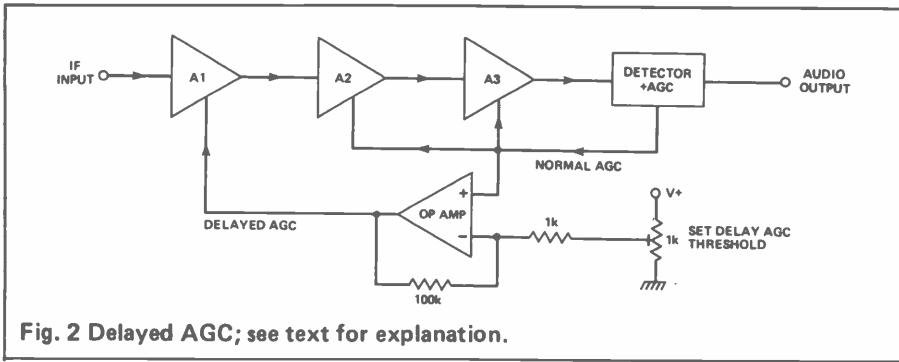 IF
INPUT
A1
A2
A3
DETECTOR
+AGC
AUDIO
OUTPUT
NORMAL AGC
DELAYED AGC
+
OP AMP
−
1k
V+
1k
SET DELAY AGC
THRESHOLD
100k
Fig. 2 Delayed AGC; see text for explanation.